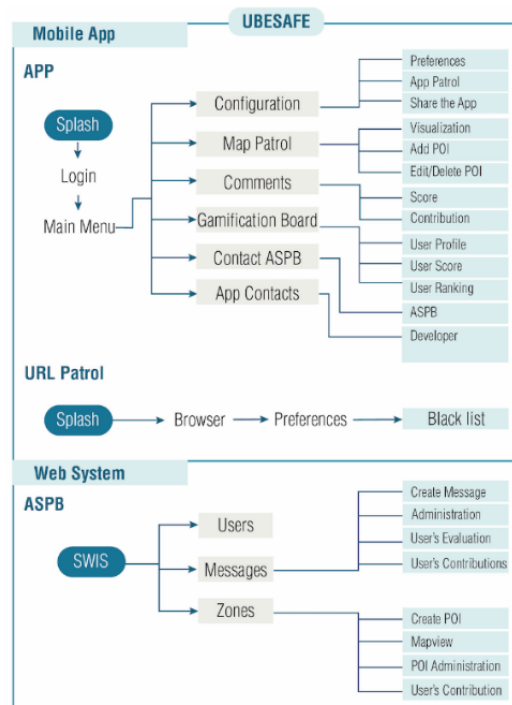 UBESAFE
Mobile App
APP
Splash
Login
Main Menu
Configuration
Map Patrol
Comments
Gamification Board
Contact ASPB
App Contacts
Preferences
App Patrol
Share the App
Visualization
Add POI
Edit/Delete POI
Score
Contribution
User Profile
User Score
User Ranking
ASPB
Developer
URL Patrol
Splash
Browser
Preferences
Black list
Web System
ASPB
SWIS
Users
Messages
Zones
Create Message
Administration
User's Evaluation
User's Contributions
Create POI
Mapview
POI Administration
User's Contribution